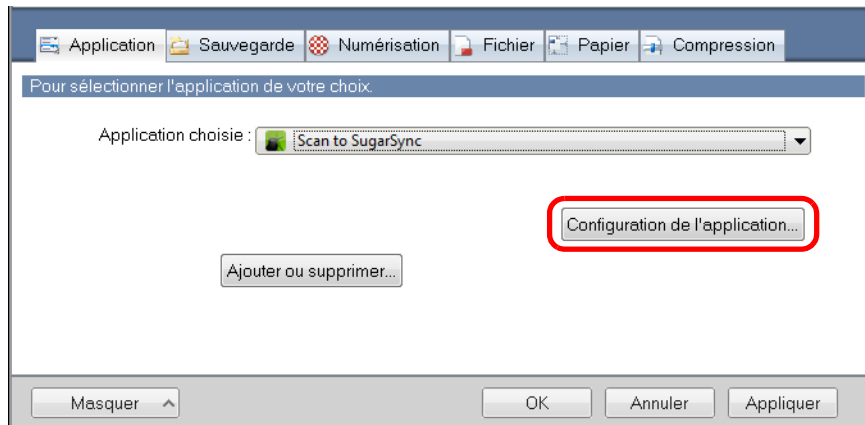 Application Sauvegarde Numérisation Fichier Papier Compression
Pour sélectionner l'application de votre choix.
Application choisie : Scan to SugarSync
Configuration de l'application...
Ajouter ou supprimer...
Masquer OK Annuler Appliquer